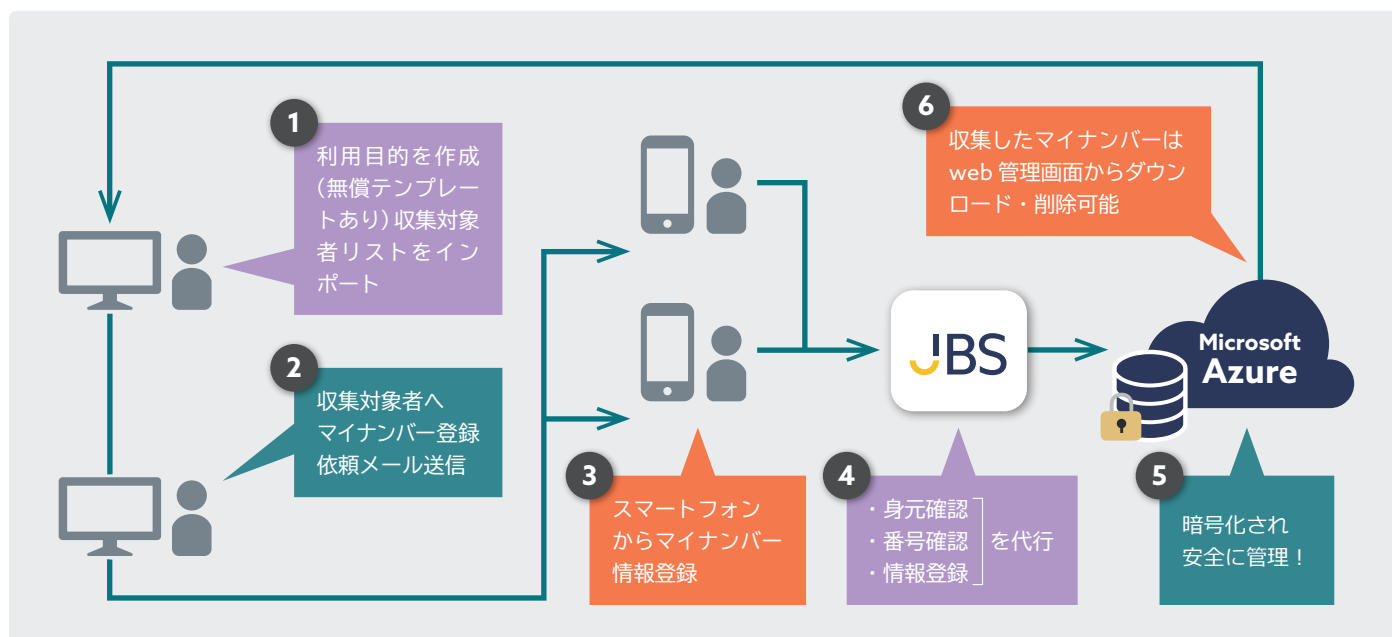 1
利用目的を作成
(無償テンプレー
トあり)収集対象
者リストをイン
ポート
2
収集対象者へ
マイナンバー登録
依頼メール送信
3
スマートフォン
からマイナンバー
情報登録
JBS
4
・身元確認
・番号確認
・情報登録
を代行
Microsoft
Azure
5
暗号化され
安全に管理！
6
収集したマイナンバーは
web 管理画面からダウン
ロード・削除可能